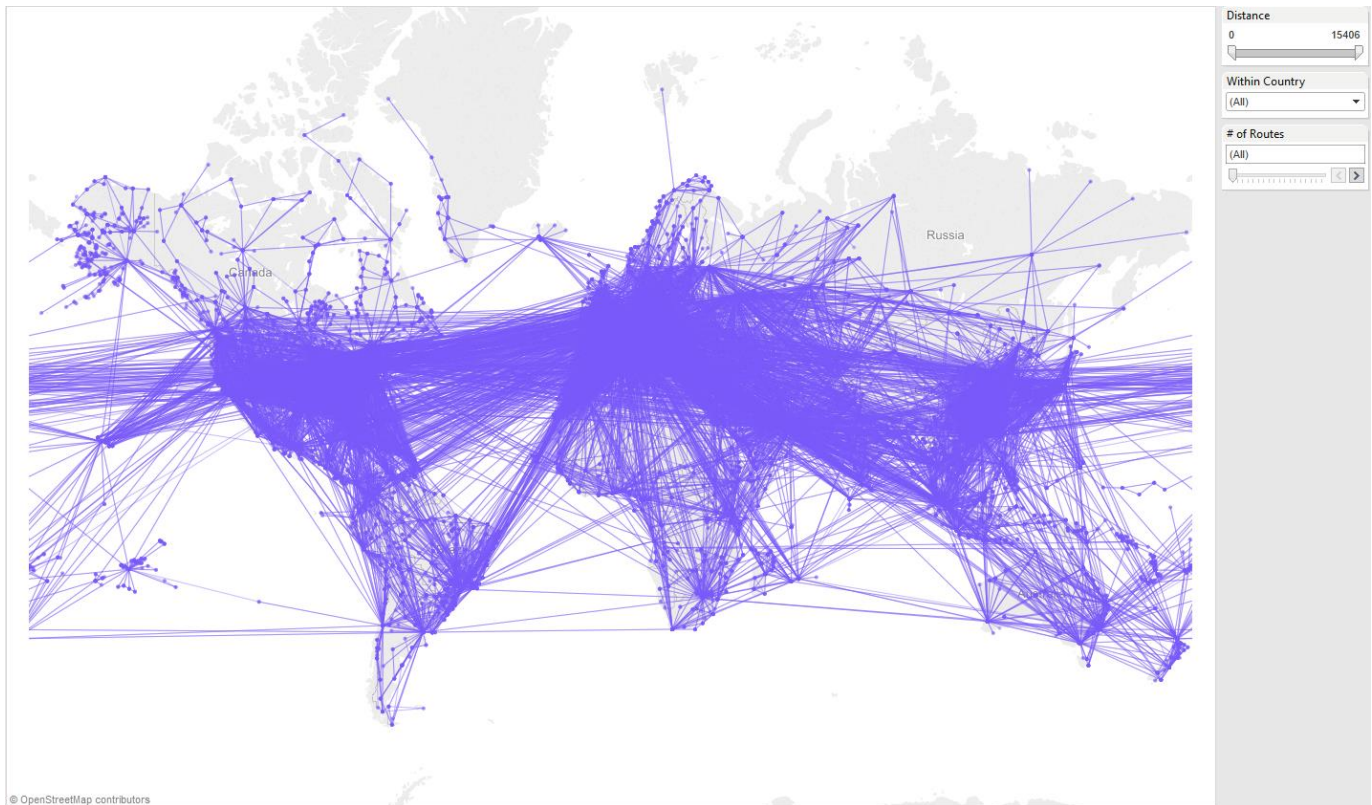 Distance
0 15406
Within Country
(All)
# of Routes
(All)
Russia
Canada
© OpenStreetMap contributors